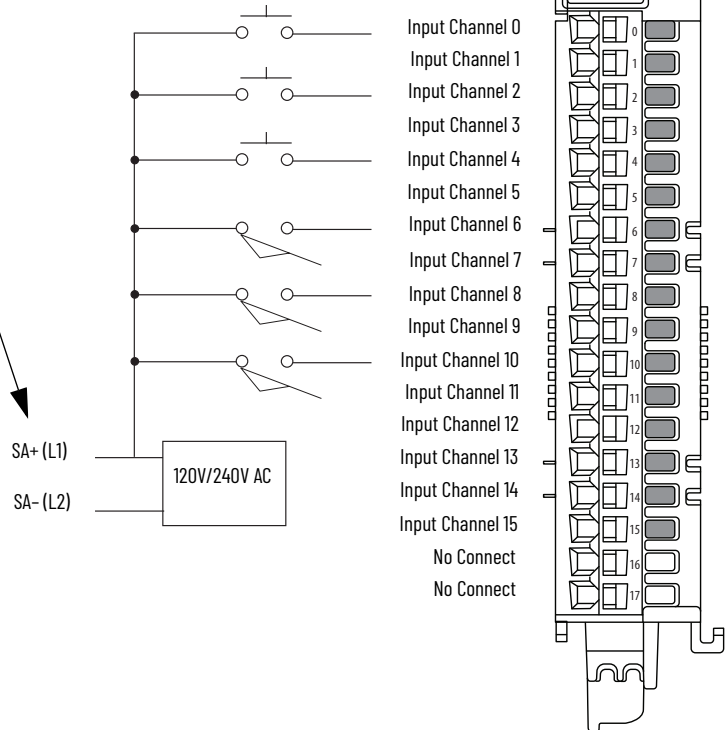 Input Channel 0
Input Channel 1
Input Channel 2
Input Channel 3
Input Channel 4
Input Channel 5
Input Channel 6
Input Channel 7
Input Channel 8
Input Channel 9
Input Channel 10
Input Channel 11
Input Channel 12
Input Channel 13
Input Channel 14
Input Channel 15
No Connect
No Connect
SA+ (L1)
SA- (L2)
120V/240V AC
0
1
2
3
4
5
6
7
8
9
10
11
12
13
14
15
16
17